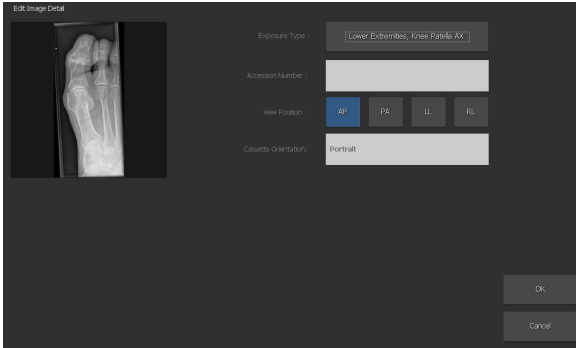 Edit Image Detail
Exposure Type :
Lower Extremities, Knee Patella AX
Accession Number :
View Position :
AP
PA
LL
RL
Cassette Orientation:
Portrait
OK
Cancel